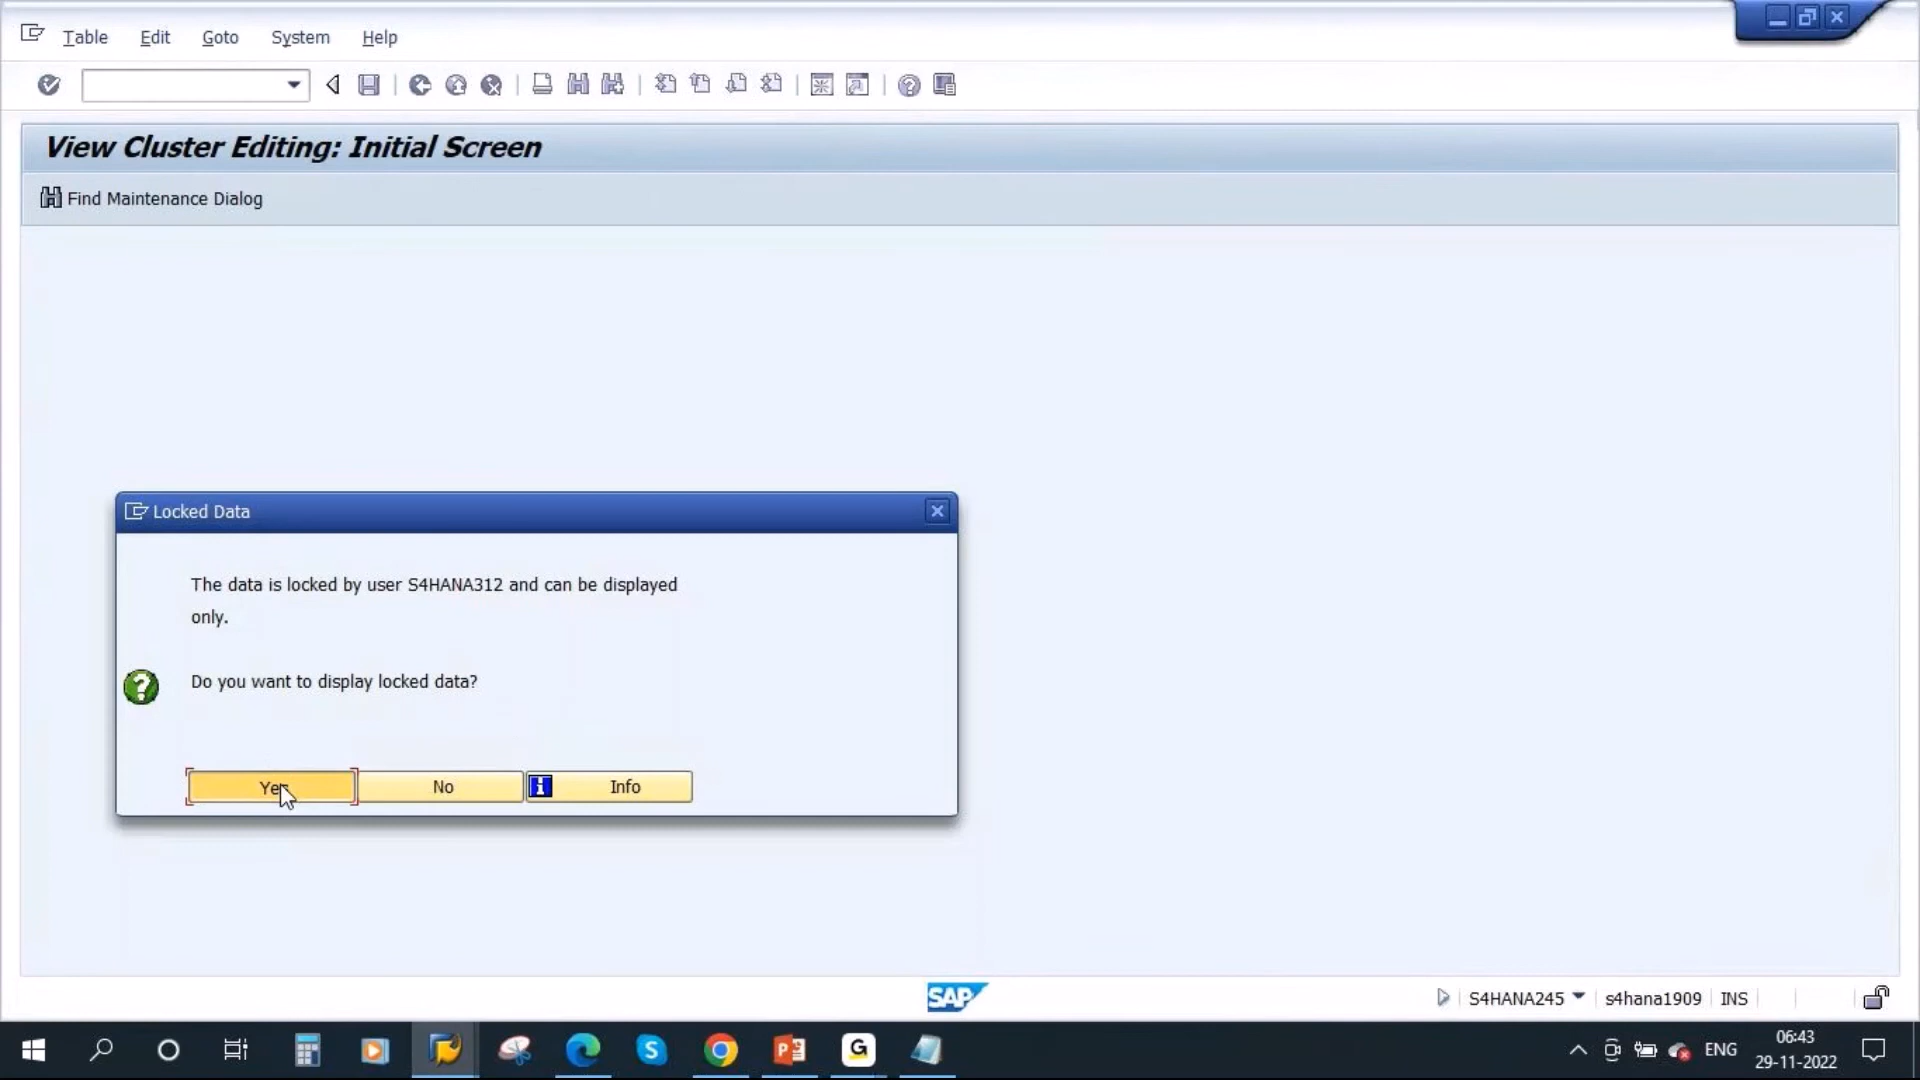 Table Edit Goto System Help
View Cluster Editing: Initial Screen
Find Maintenance Dialog
Locked Data
The data is locked by user S4HANA312 and can be displayed
only.
Do you want to display locked data?
Yes No Info
SAP
S4HANA245 s4hana1909 INS
ENG
06:43
29-11-2022